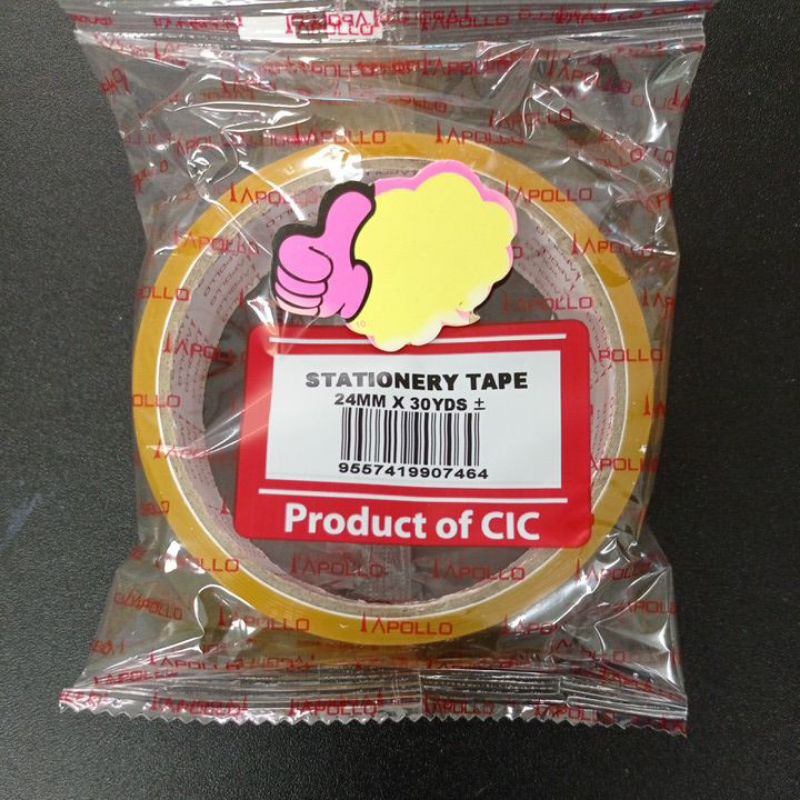 APOLLO
STATIONERY TAPE
24MM X 30YDS ±
9557419907464
Product of CIC